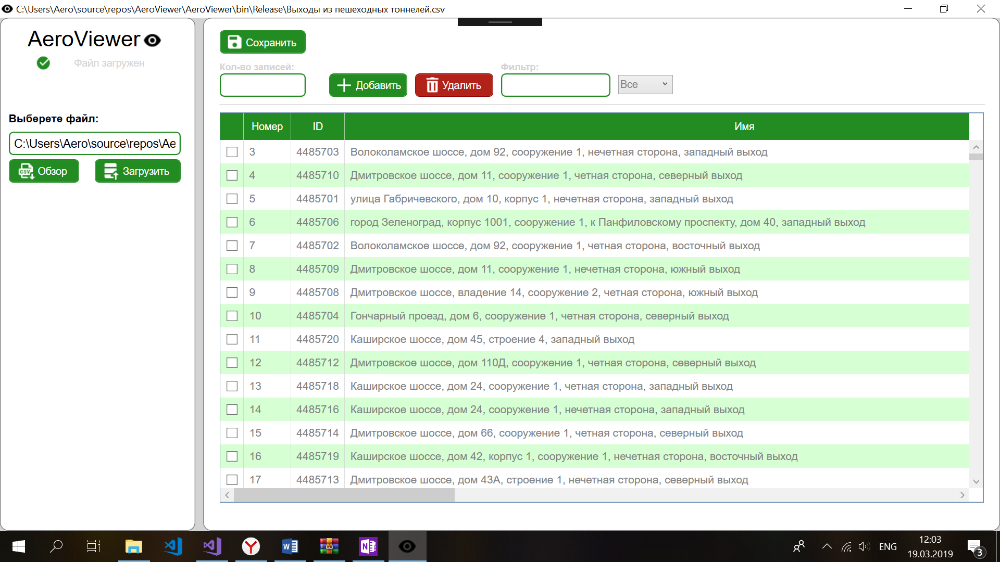 C:\Users\Aero\source\repos\AeroViewer\AeroViewer\bin\Release\Выходы из пешеходных тоннелей.csv
AeroViewer
Файл загружен
Выберете файл:
C:\Users\Aero\source\repos\Ae
CSV Обзор
Загрузить
Сохранить
Кол-во записей:
Фильтр:
Добавить
Удалить
Все
Номер ID Имя
3 4485703 Волоколамское шоссе, дом 92, сооружение 1, нечетная сторона, западный выход
4 4485710 Дмитровское шоссе, дом 11, сооружение 1, четная сторона, северный выход
5 4485701 улица Габричевского, дом 10, корпус 1, нечетная сторона, западный выход
6 4485706 город Зеленоград, корпус 1001, сооружение 1, к Панфиловскому проспекту, дом 40, западный выход
7 4485702 Волоколамское шоссе, дом 92, сооружение 1, четная сторона, восточный выход
8 4485709 Дмитровское шоссе, дом 11, сооружение 1, нечетная сторона, южный выход
9 4485708 Дмитровское шоссе, владение 14, сооружение 2, четная сторона, южный выход
10 4485704 Гончарный проезд, дом 6, сооружение 1, четная сторона, северный выход
11 4485720 Каширское шоссе, дом 45, строение 4, западный выход
12 4485712 Дмитровское шоссе, дом 110Д, сооружение 1, четная сторона, северный выход
13 4485718 Каширское шоссе, дом 24, сооружение 1, четная сторона, западный выход
14 4485716 Каширское шоссе, дом 24, сооружение 1, нечетная сторона, западный выход
15 4485714 Дмитровское шоссе, дом 66, сооружение 1, четная сторона, северный выход
16 4485719 Каширское шоссе, дом 42, корпус 1, сооружение 1, нечетная сторона, восточный выход
17 4485713 Дмитровское шоссе, дом 43А, строение 1, нечетная сторона, северный выход
ENG
12:03
19.03.2019
3